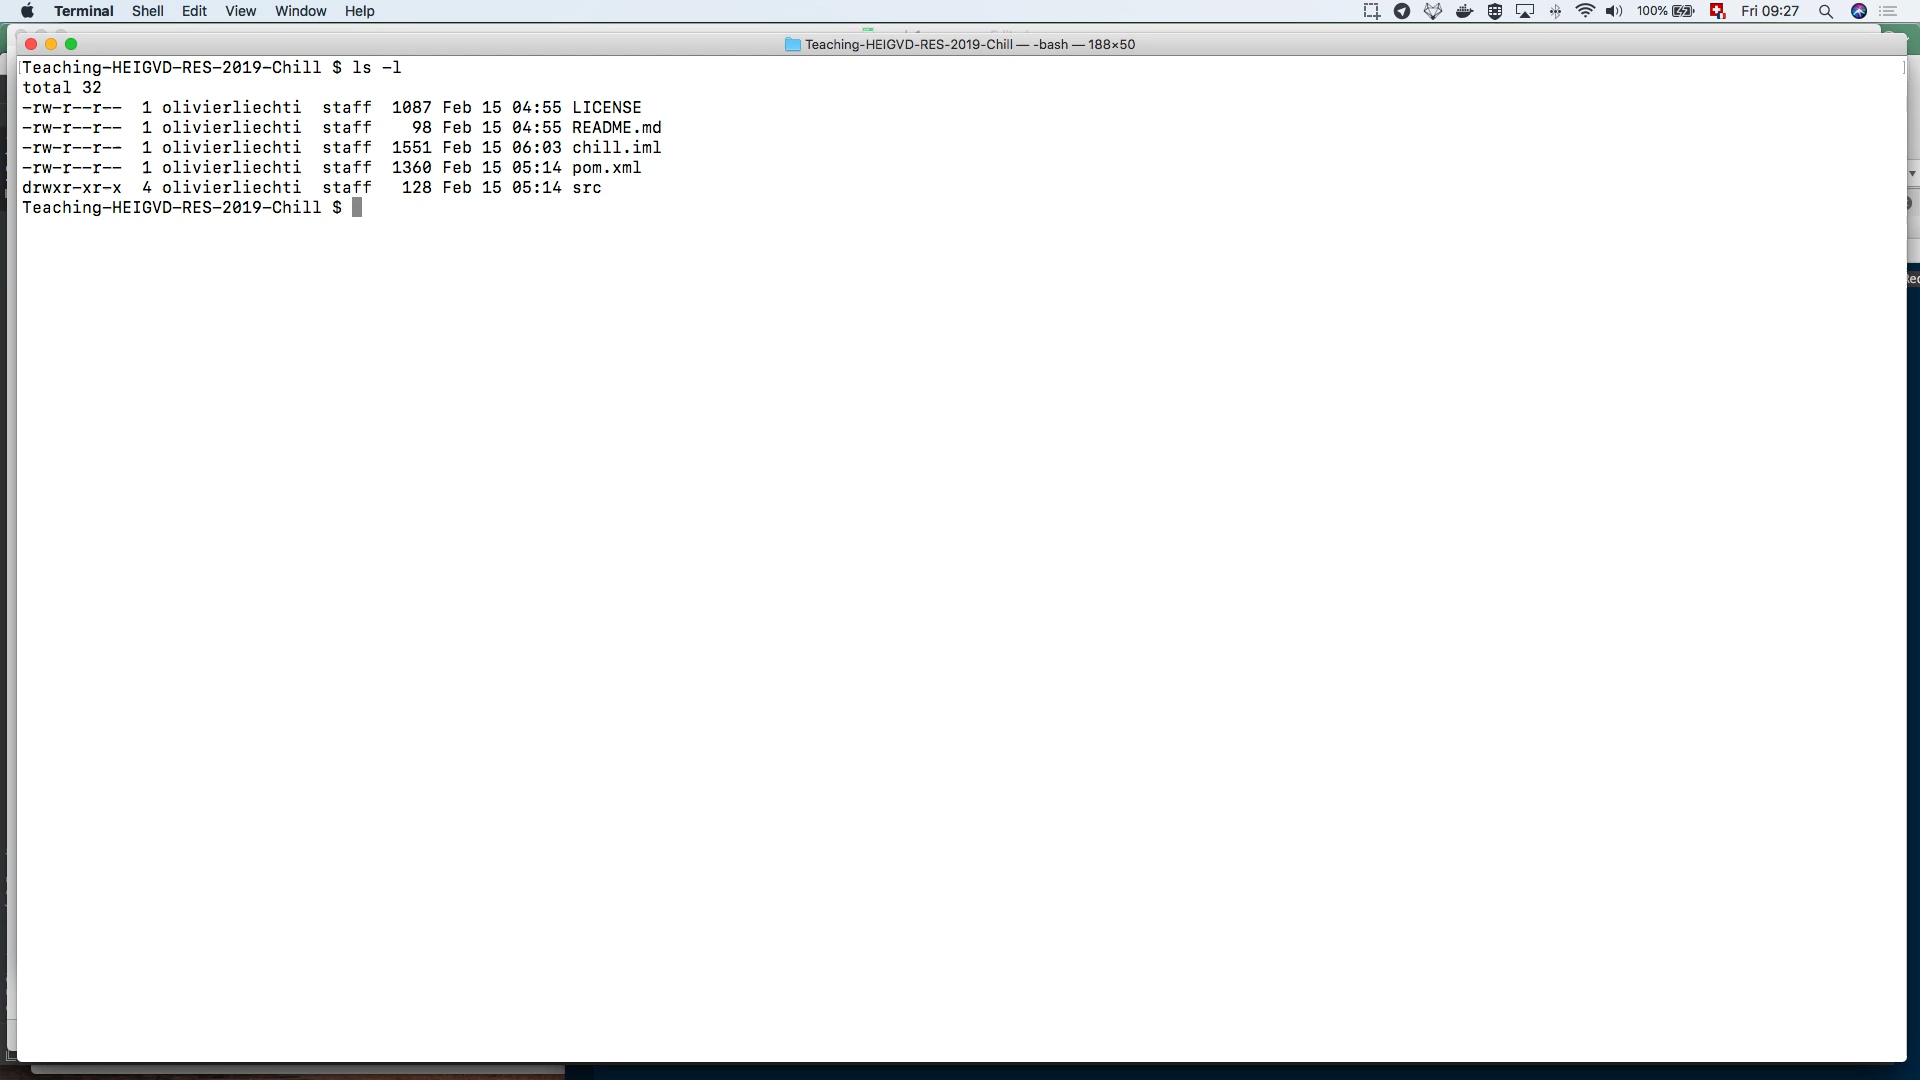 Terminal Shell Edit View Window Help 100% Fri 09:27
Teaching-HEIGVD-RES-2019-Chill — -bash — 188×50
Teaching-HEIGVD-RES-2019-Chill $ ls -l
total 32
-rw-r--r--  1 olivierliechti  staff  1087 Feb 15 04:55 LICENSE
-rw-r--r--  1 olivierliechti  staff    98 Feb 15 04:55 README.md
-rw-r--r--  1 olivierliechti  staff  1551 Feb 15 06:03 chill.iml
-rw-r--r--  1 olivierliechti  staff  1360 Feb 15 05:14 pom.xml
drwxr-xr-x  4 olivierliechti  staff   128 Feb 15 05:14 src
Teaching-HEIGVD-RES-2019-Chill $